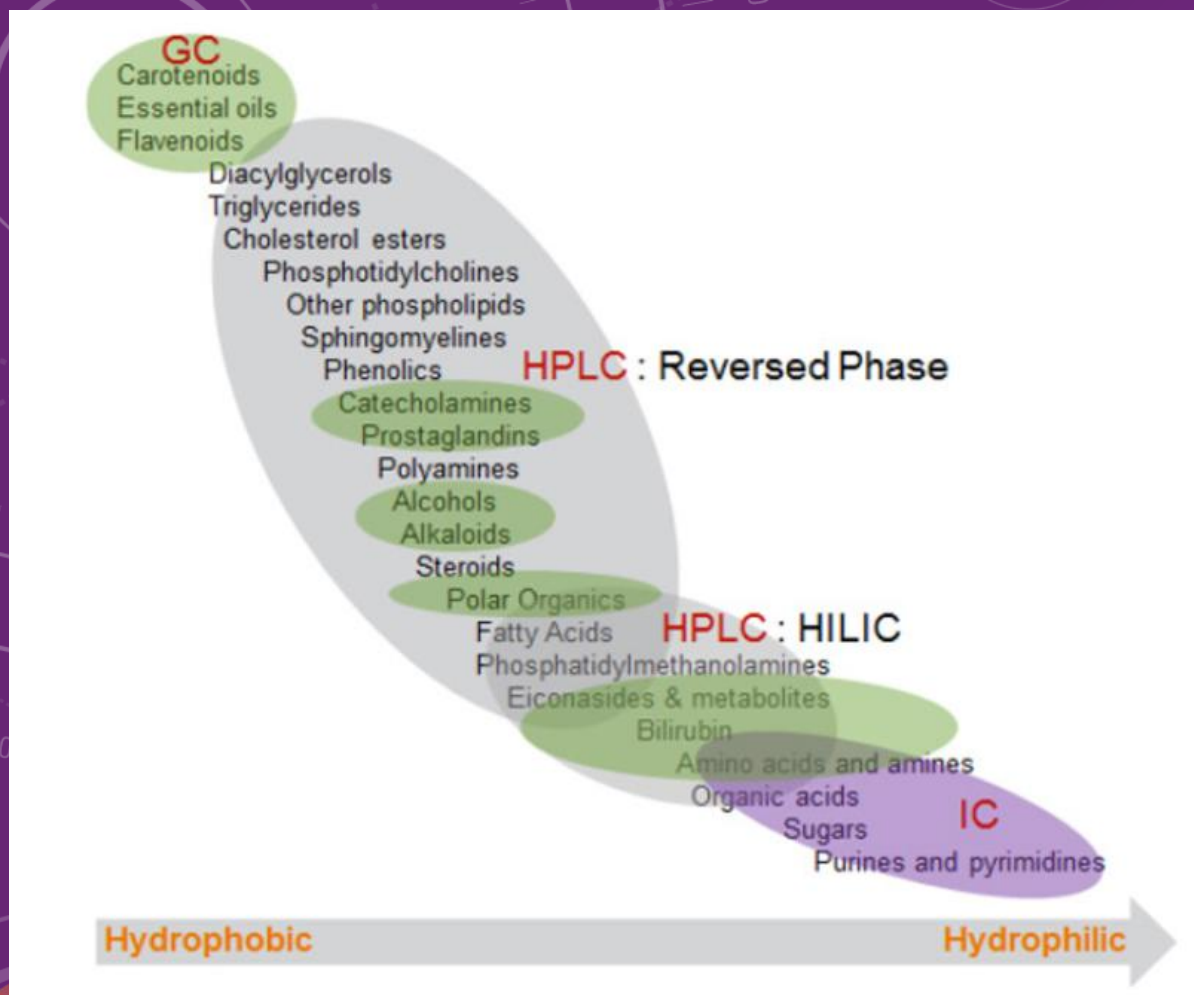 GC
Carotenoids
Essential oils
Flavenoids
Diacylglycerols
Triglycerides
Cholesterol esters
Phosphotidylcholines
Other phospholipids
Sphingomyelines
Phenolics
HPLC : Reversed Phase
Catecholamines
Prostaglandins
Polyamines
Alcohols
Alkaloids
Steroids
Polar Organics
Fatty Acids
HPLC : HILIC
Phosphatidylmethanolamines
Eiconasides & metabolites
Bilirubin
Amino acids and amines
Organic acids
IC
Sugars
Purines and pyrimidines
Hydrophobic
Hydrophilic